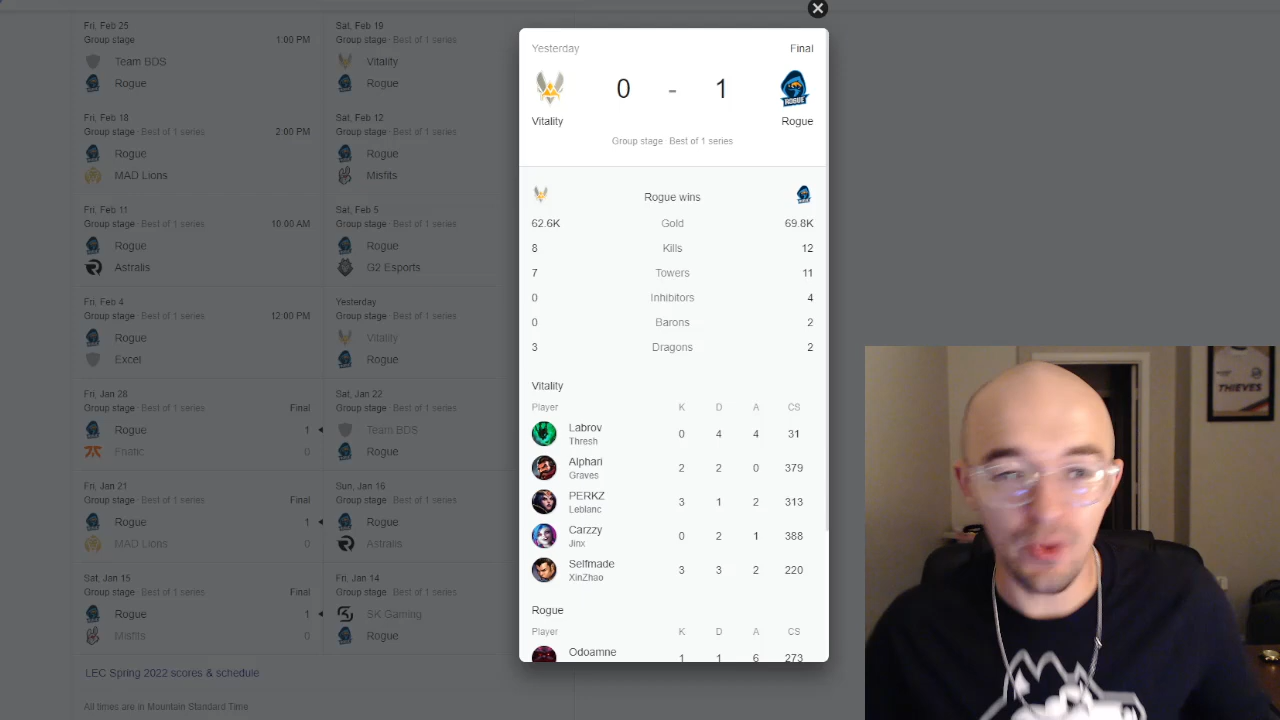 Fri, Feb 25
Group stage 1:00 PM
Team BDS
Rogue
Sat, Feb 19
Group stage · Best of 1 series
Vitality
Rogue
Fri, Feb 18
Group stage · Best of 1 series 2:00 PM
Rogue
MAD Lions
Sat, Feb 12
Group stage · Best of 1 series
Rogue
Misfits
Fri, Feb 11
Group stage · Best of 1 series 10:00 AM
Rogue
Astralis
Sat, Feb 5
Group stage · Best of 1 series
Rogue
G2 Esports
Fri, Feb 4
Group stage · Best of 1 series 12:00 PM
Rogue
Excel
Yesterday
Group stage · Best of 1 series
Vitality
Rogue
Fri, Jan 28
Group stage · Best of 1 series Final
Rogue 1
Fnatic 0
Sat, Jan 22
Group stage · Best of 1 series
Team BDS
Rogue
Fri, Jan 21
Group stage · Best of 1 series Final
Rogue 1
MAD Lions 0
Sun, Jan 16
Group stage · Best of 1 series
Rogue
Astralis
Sat, Jan 15
Group stage · Best of 1 series Final
Rogue 1
Misfits 0
Fri, Jan 14
Group stage · Best of 1 series
SK Gaming
Rogue
LEC Spring 2022 scores & schedule
All times are in Mountain Standard Time
Yesterday Final
0 - 1
ROGUE
Vitality Rogue
Group stage · Best of 1 series
Rogue wins
62.6K Gold 69.8K
8 Kills 12
7 Towers 11
0 Inhibitors 4
0 Barons 2
3 Dragons 2
Vitality
Player K D A CS
Labrov 0 4 4 31
Thresh
Alphari 2 2 0 379
Graves
PERKZ 3 1 2 313
Leblanc
Carzzy 0 2 1 388
Jinx
Selfmade 3 3 2 220
XinZhao
Rogue
Player K D A CS
Odoamne 1 1 6 273
THIEVES